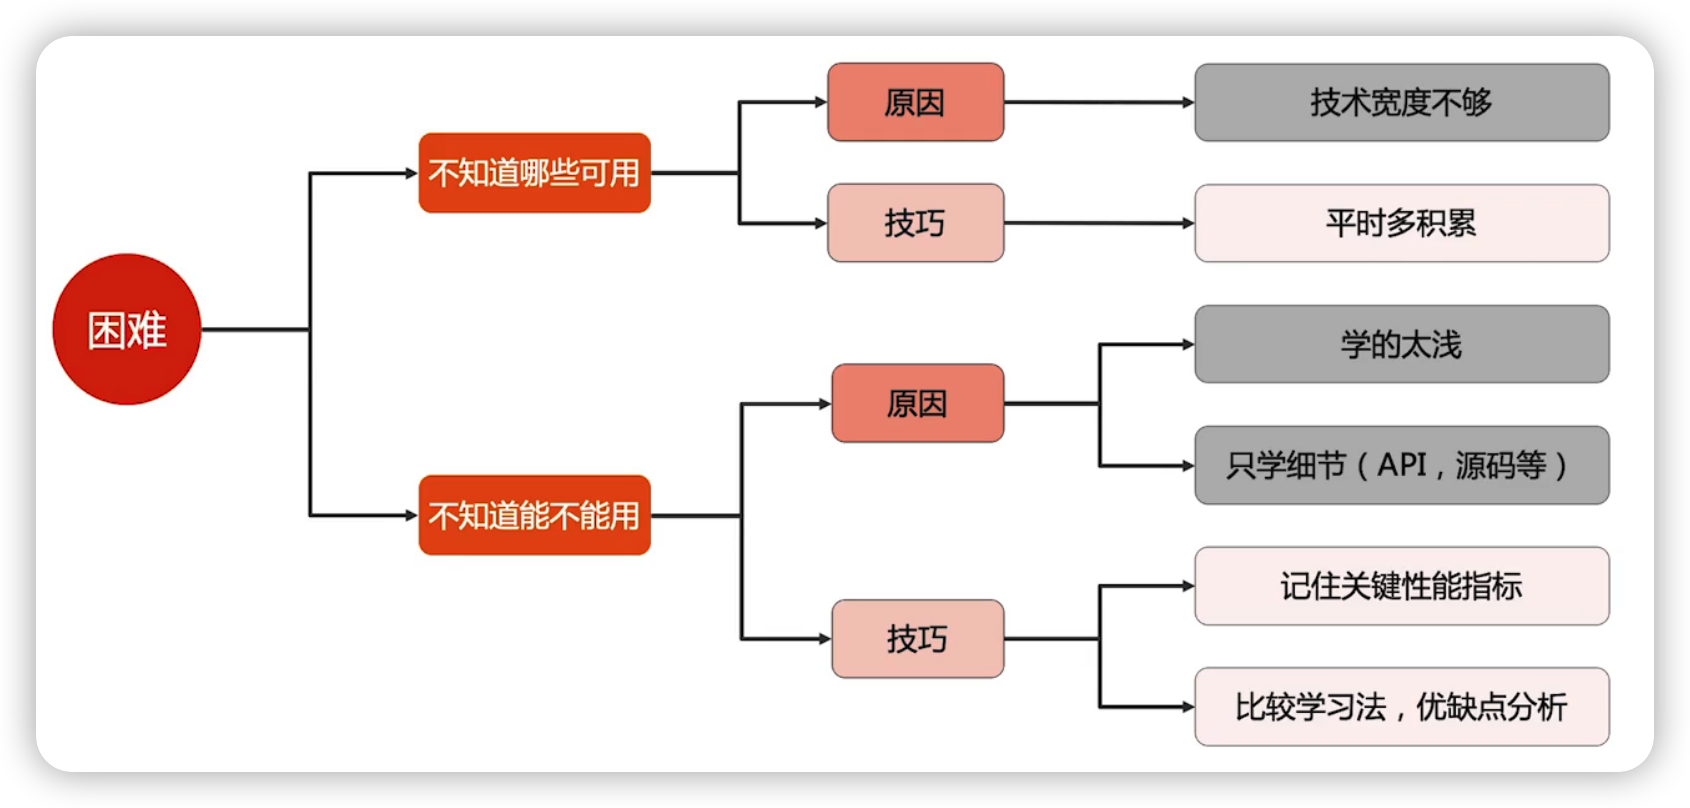 困难
不知道哪些可用
原因
技术宽度不够
技巧
平时多积累
不知道能不能用
原因
学的太浅
只学细节（API，源码等）
技巧
记住关键性能指标
比较学习法，优缺点分析